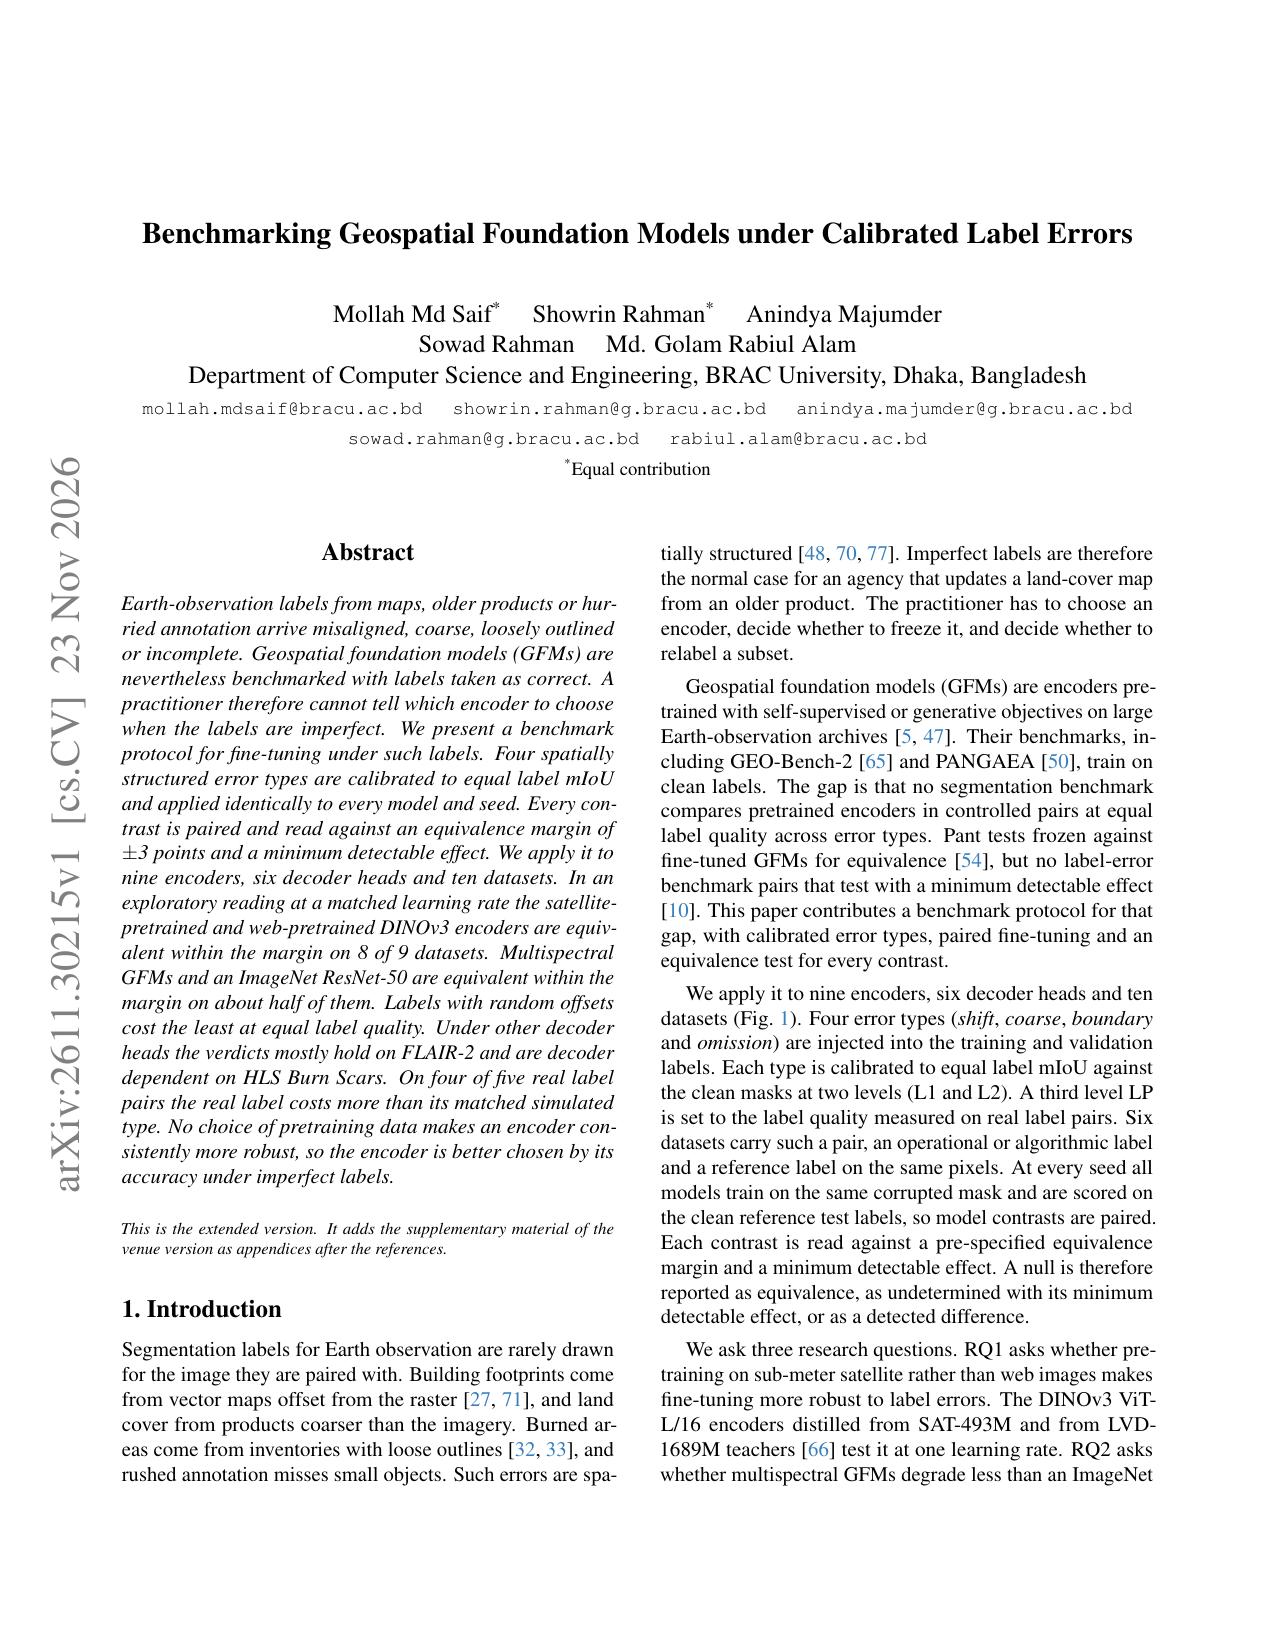 Benchmarking Geospatial Foundation Models under Calibrated Label Errors
Mollah Md Saif* Showrin Rahman* Anindya Majumder
Sowad Rahman Md. Golam Rabiul Alam
Department of Computer Science and Engineering, BRAC University, Dhaka, Bangladesh
mollah.mdsaif@bracu.ac.bd showrin.rahman@g.bracu.ac.bd anindya.majumder@g.bracu.ac.bd
sowad.rahman@g.bracu.ac.bd rabiul.alam@bracu.ac.bd
*Equal contribution
arXiv:2611.30215v1 [cs.CV] 23 Nov 2026
Abstract
Earth-observation labels from maps, older products or hur-
ried annotation arrive misaligned, coarse, loosely outlined
or incomplete. Geospatial foundation models (GFMs) are
nevertheless benchmarked with labels taken as correct. A
practitioner therefore cannot tell which encoder to choose
when the labels are imperfect. We present a benchmark
protocol for fine-tuning under such labels. Four spatially
structured error types are calibrated to equal label mIoU
and applied identically to every model and seed. Every con-
trast is paired and read against an equivalence margin of
±3 points and a minimum detectable effect. We apply it to
nine encoders, six decoder heads and ten datasets. In an
exploratory reading at a matched learning rate the satellite-
pretrained and web-pretrained DINOv3 encoders are equiv-
alent within the margin on 8 of 9 datasets. Multispectral
GFMs and an ImageNet ResNet-50 are equivalent within the
margin on about half of them. Labels with random offsets
cost the least at equal label quality. Under other decoder
heads the verdicts mostly hold on FLAIR-2 and are decoder
dependent on HLS Burn Scars. On four of five real label
pairs the real label costs more than its matched simulated
type. No choice of pretraining data makes an encoder con-
sistently more robust, so the encoder is better chosen by its
accuracy under imperfect labels.
This is the extended version. It adds the supplementary material of the
venue version as appendices after the references.
1. Introduction
Segmentation labels for Earth observation are rarely drawn
for the image they are paired with. Building footprints come
from vector maps offset from the raster [27, 71], and land
cover from products coarser than the imagery. Burned ar-
eas come from inventories with loose outlines [32, 33], and
rushed annotation misses small objects. Such errors are spa-
tially structured [48, 70, 77]. Imperfect labels are therefore
the normal case for an agency that updates a land-cover map
from an older product. The practitioner has to choose an
encoder, decide whether to freeze it, and decide whether to
relabel a subset.
Geospatial foundation models (GFMs) are encoders pre-
trained with self-supervised or generative objectives on large
Earth-observation archives [5, 47]. Their benchmarks, in-
cluding GEO-Bench-2 [65] and PANGAEA [50], train on
clean labels. The gap is that no segmentation benchmark
compares pretrained encoders in controlled pairs at equal
label quality across error types. Pant tests frozen against
fine-tuned GFMs for equivalence [54], but no label-error
benchmark pairs that test with a minimum detectable effect
[10]. This paper contributes a benchmark protocol for that
gap, with calibrated error types, paired fine-tuning and an
equivalence test for every contrast.
We apply it to nine encoders, six decoder heads and ten
datasets (Fig. 1). Four error types (shift, coarse, boundary
and omission) are injected into the training and validation
labels. Each type is calibrated to equal label mIoU against
the clean masks at two levels (L1 and L2). A third level LP
is set to the label quality measured on real label pairs. Six
datasets carry such a pair, an operational or algorithmic label
and a reference label on the same pixels. At every seed all
models train on the same corrupted mask and are scored on
the clean reference test labels, so model contrasts are paired.
Each contrast is read against a pre-specified equivalence
margin and a minimum detectable effect. A null is therefore
reported as equivalence, as undetermined with its minimum
detectable effect, or as a detected difference.
We ask three research questions. RQ1 asks whether pre-
training on sub-meter satellite rather than web images makes
fine-tuning more robust to label errors. The DINOv3 ViT-
L/16 encoders distilled from SAT-493M and from LVD-
1689M teachers [66] test it at one learning rate. RQ2 asks
whether multispectral GFMs degrade less than an ImageNet